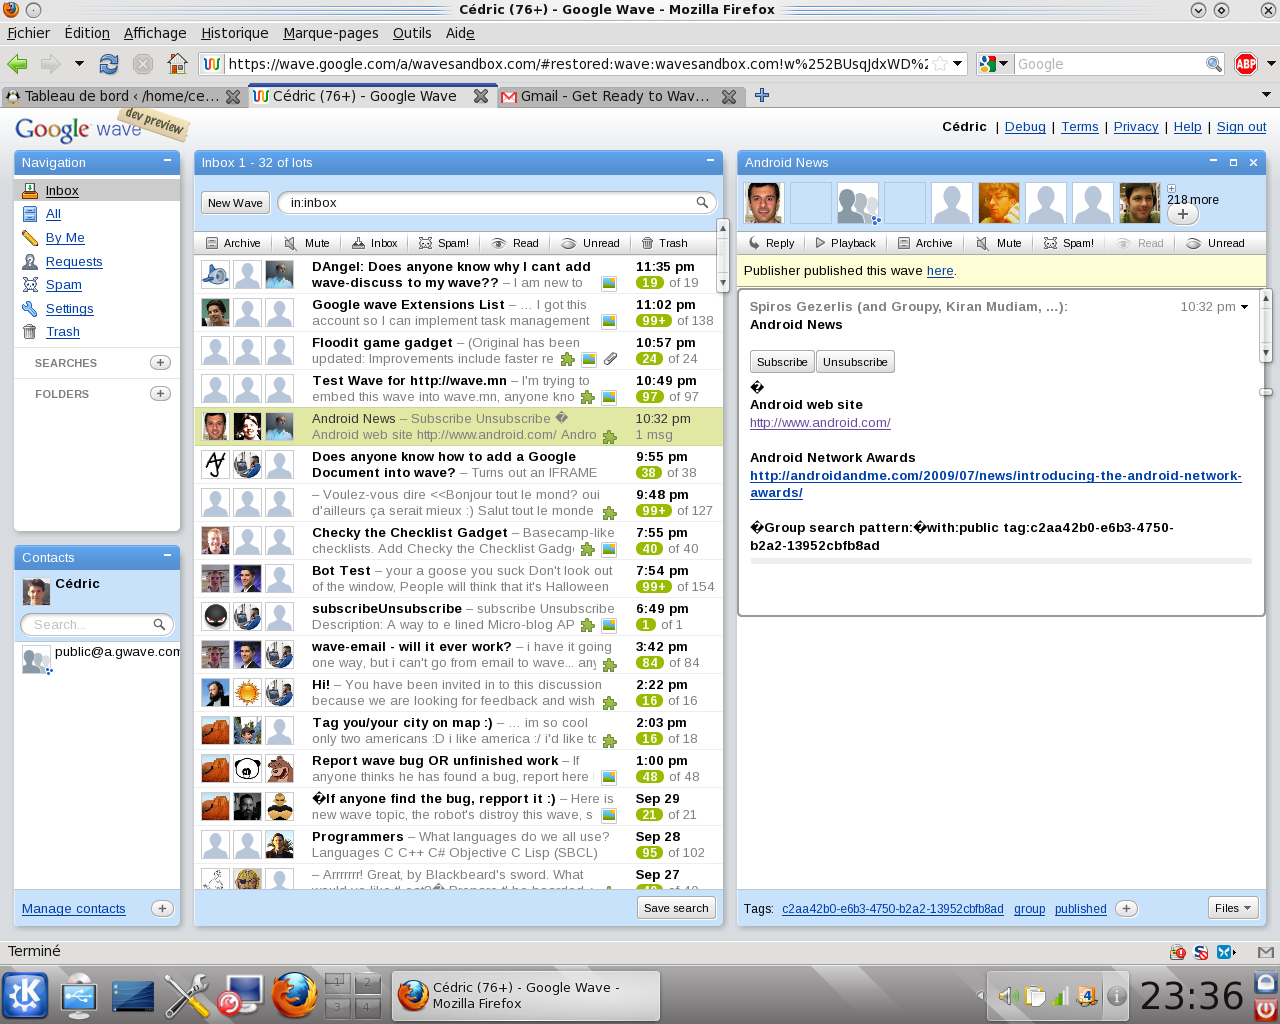 Cédric (76+) - Google Wave - Mozilla Firefox
Fichier Édition Affichage Historique Marque-pages Outils Aide
https://wave.google.com/a/wavesandbox.com/#restored:wave:wavesandbox.com!w%252BUsqJdxWD%2
Google
ABP
Tableau de bord ‹ /home/ce...
Cédric (76+) - Google Wave
Gmail - Get Ready to Wav...
Google wave
dev preview
Cédric | Debug | Terms | Privacy | Help | Sign out
Navigation
Inbox
All
By Me
Requests
Spam
Settings
Trash
SEARCHES
FOLDERS
Contacts
Cédric
Search...
public@a.gwave.com
Manage contacts
Inbox 1 - 32 of lots
New Wave
in:inbox
Archive Mute Inbox Spam! Read Unread Trash
DAngel: Does anyone know why I cant add 11:35 pm
wave-discuss to my wave?? – I am new to 19 of 19
Google wave Extensions List – ... I got this 11:02 pm
account so I can implement task management 99+ of 138
Floodit game gadget – (Original has been 10:57 pm
updated: Improvements include faster re 24 of 24
Test Wave for http://wave.mn – I'm trying to 10:49 pm
embed this wave into wave.mn, anyone kno 97 of 97
Android News – Subscribe Unsubscribe � 10:32 pm
Android web site http://www.android.com/ Andro 1 msg
Does anyone know how to add a Google 9:55 pm
Document into wave? – Turns out an IFRAME 38 of 38
– Voulez-vous dire <<Bonjour tout le mond? oui 9:48 pm
d'ailleurs ça serait mieux :) Salut tout le monde 99+ of 127
Checky the Checklist Gadget – Basecamp-like 7:55 pm
checklists. Add Checky the Checklist Gadge 40 of 40
Bot Test – your a goose you suck Don't look out 7:54 pm
of the window, People will think that it's Halloween 99+ of 154
subscribeUnsubscribe – subscribe Unsubscribe 6:49 pm
Description: A way to e lined Micro-blog AP 1 of 1
wave-email - will it ever work? – i have it going 3:42 pm
one way, but i can't go from email to wave... any 84 of 84
Hi! – You have been invited in to this discussion 2:22 pm
because we are looking for feedback and wish 16 of 16
Tag you/your city on map :) – ... im so cool 2:03 pm
only two americans :D i like america :/ i'd like to 16 of 18
Report wave bug OR unfinished work – If 1:00 pm
anyone thinks he has found a bug, report here 48 of 48
�If anyone find the bug, repport it :) – Here is Sep 29
new wave topic, the robot's distroy this wave, s 21 of 21
Programmers – What languages do we all use? Sep 28
Languages C C++ C# Objective C Lisp (SBCL) 95 of 102
– Arrrrrr! Great, by Blackbeard's sword. What Sep 27
Save search
Android News
218 more
Reply Playback Archive Mute Spam! Read Unread
Publisher published this wave here.
Spiros Gezerlis (and Groupy, Kiran Mudiam, ...): 10:32 pm
Android News
Subscribe Unsubscribe
�
Android web site
http://www.android.com/
Android Network Awards
http://androidandme.com/2009/07/news/introducing-the-android-network-
awards/
�Group search pattern:�with:public tag:c2aa42b0-e6b3-4750-
b2a2-13952cbfb8ad
Tags: c2aa42b0-e6b3-4750-b2a2-13952cbfb8ad group published
Files
Terminé
1 2
3 4
Cédric (76+) - Google Wave -
Mozilla Firefox
4
23:36